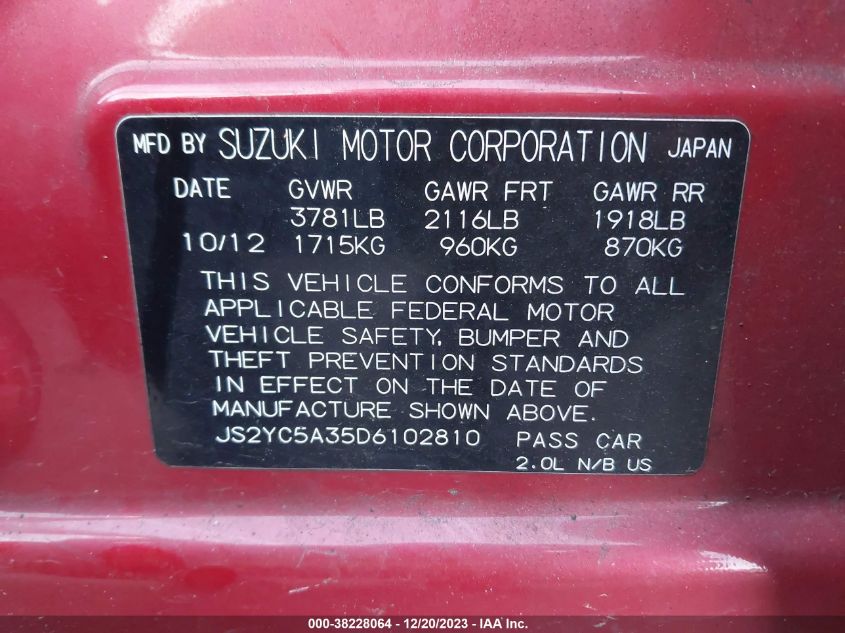 MFD BY SUZUKI MOTOR CORPORATION JAPAN
DATE GVWR GAWR FRT GAWR RR
3781LB 2116LB 1918LB
10/12 1715KG 960KG 870KG
THIS VEHICLE CONFORMS TO ALL
APPLICABLE FEDERAL MOTOR
VEHICLE SAFETY, BUMPER AND
THEFT PREVENTION STANDARDS
IN EFFECT ON THE DATE OF
MANUFACTURE SHOWN ABOVE.
JS2YC5A35D6102810 PASS CAR
2.0L N/B US
000-38228064 - 12/20/2023 - IAA Inc.